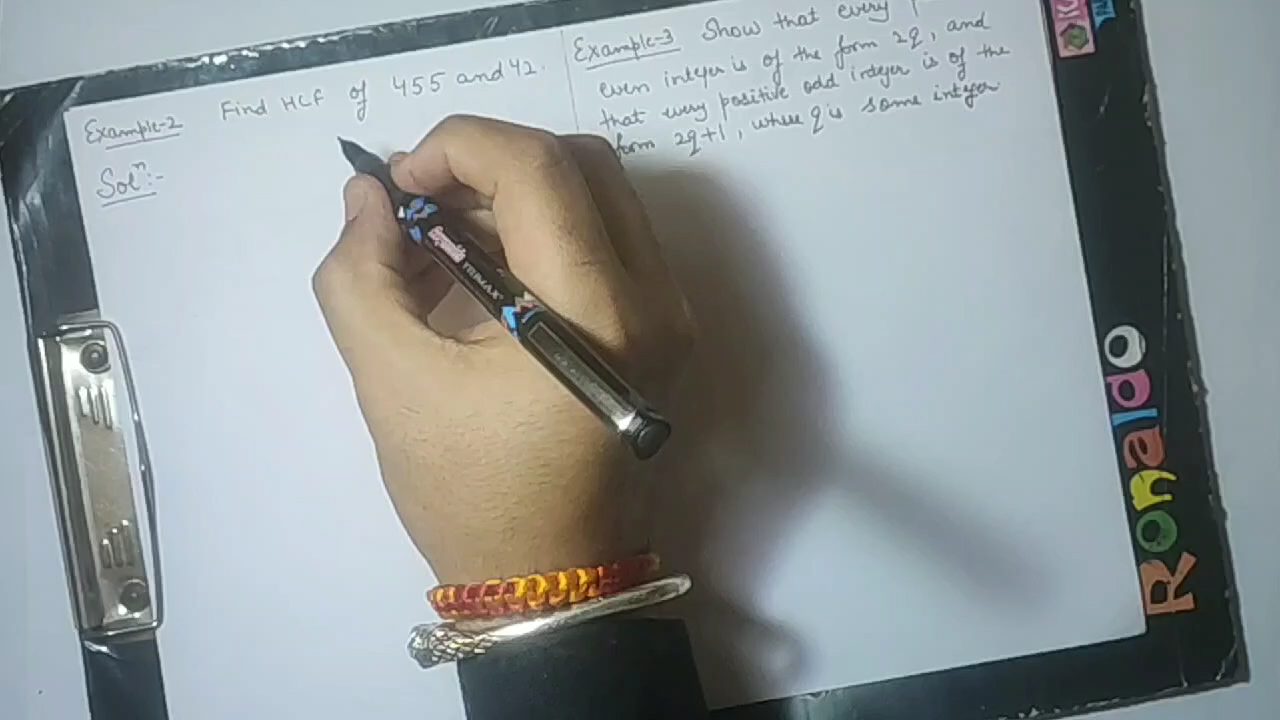 Example-2 Find HCF of 455 and 42.
Solⁿ:-
Example-3 Show that every
even integer is of the form 2q, and
that every positive odd integer is of the
form 2q+1, where q is some integer
TRIMAX
Ronaldo